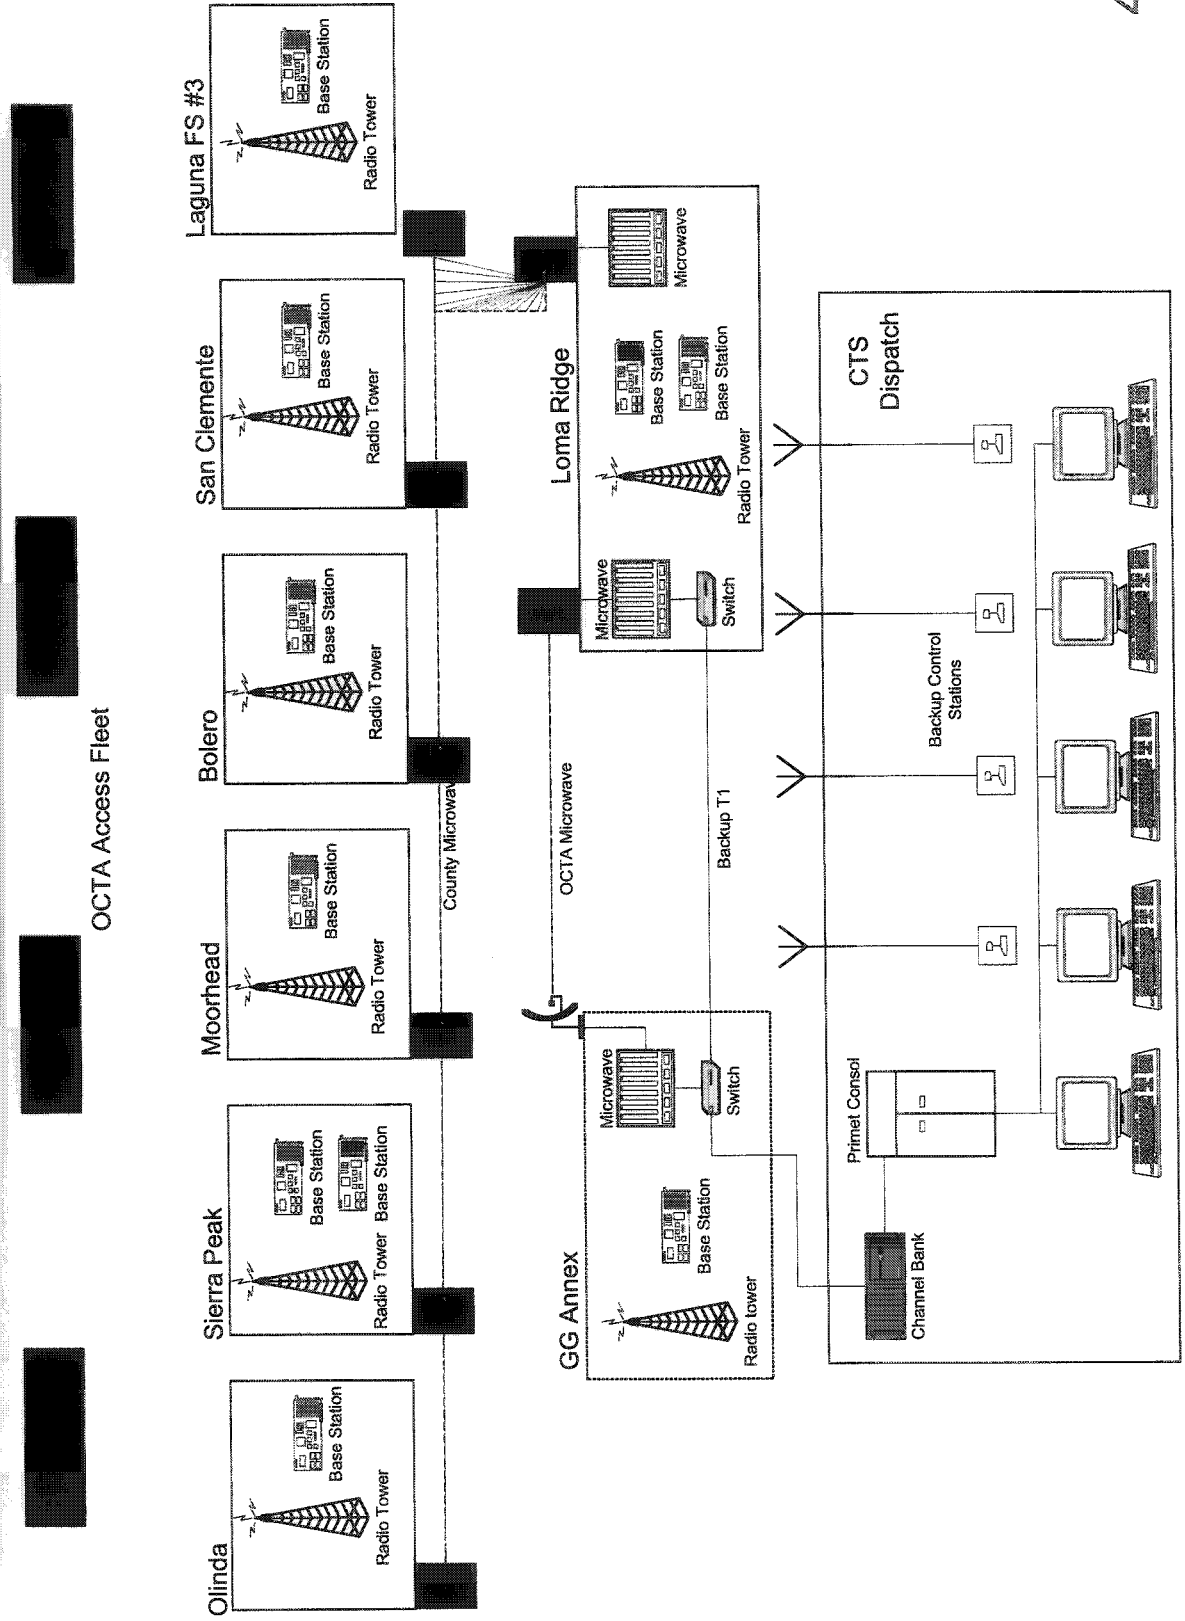 OCTA Access Fleet
Olinda
Radio Tower
Base Station
Sierra Peak
Radio Tower
Base Station
Base Station
Moorhead
Radio Tower
Base Station
Bolero
Radio Tower
Base Station
San Clemente
Radio Tower
Base Station
Laguna FS #3
Radio Tower
Base Station
County Microwav
OCTA Microwave
Backup T1
GG Annex
Radio tower
Base Station
Microwave
Switch
Loma Ridge
Microwave
Switch
Radio Tower
Base Station
Base Station
Microwave
CTS
Dispatch
Channel Bank
Primet Consol
Backup Control
Stations